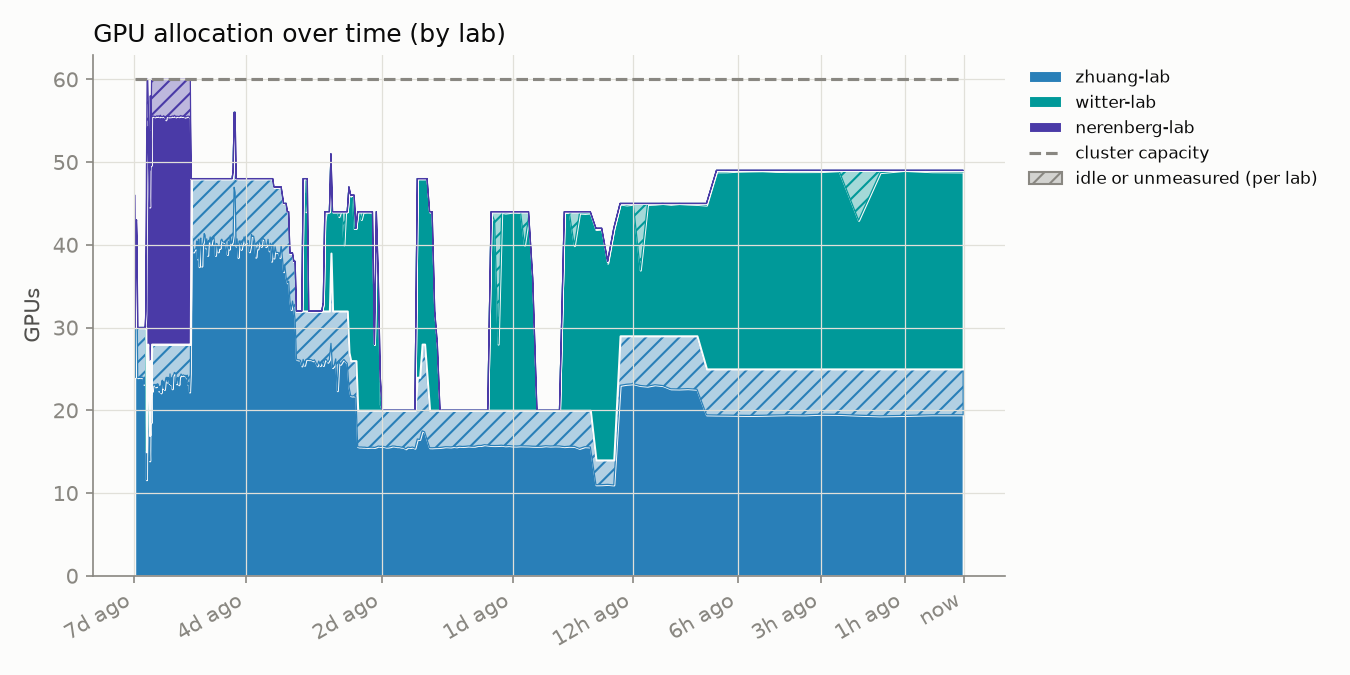 GPU allocation over time (by lab)
GPUs
60
50
40
30
20
10
0
7d ago
4d ago
2d ago
1d ago
12h ago
6h ago
3h ago
1h ago
now
zhuang-lab
witter-lab
nerenberg-lab
cluster capacity
idle or unmeasured (per lab)